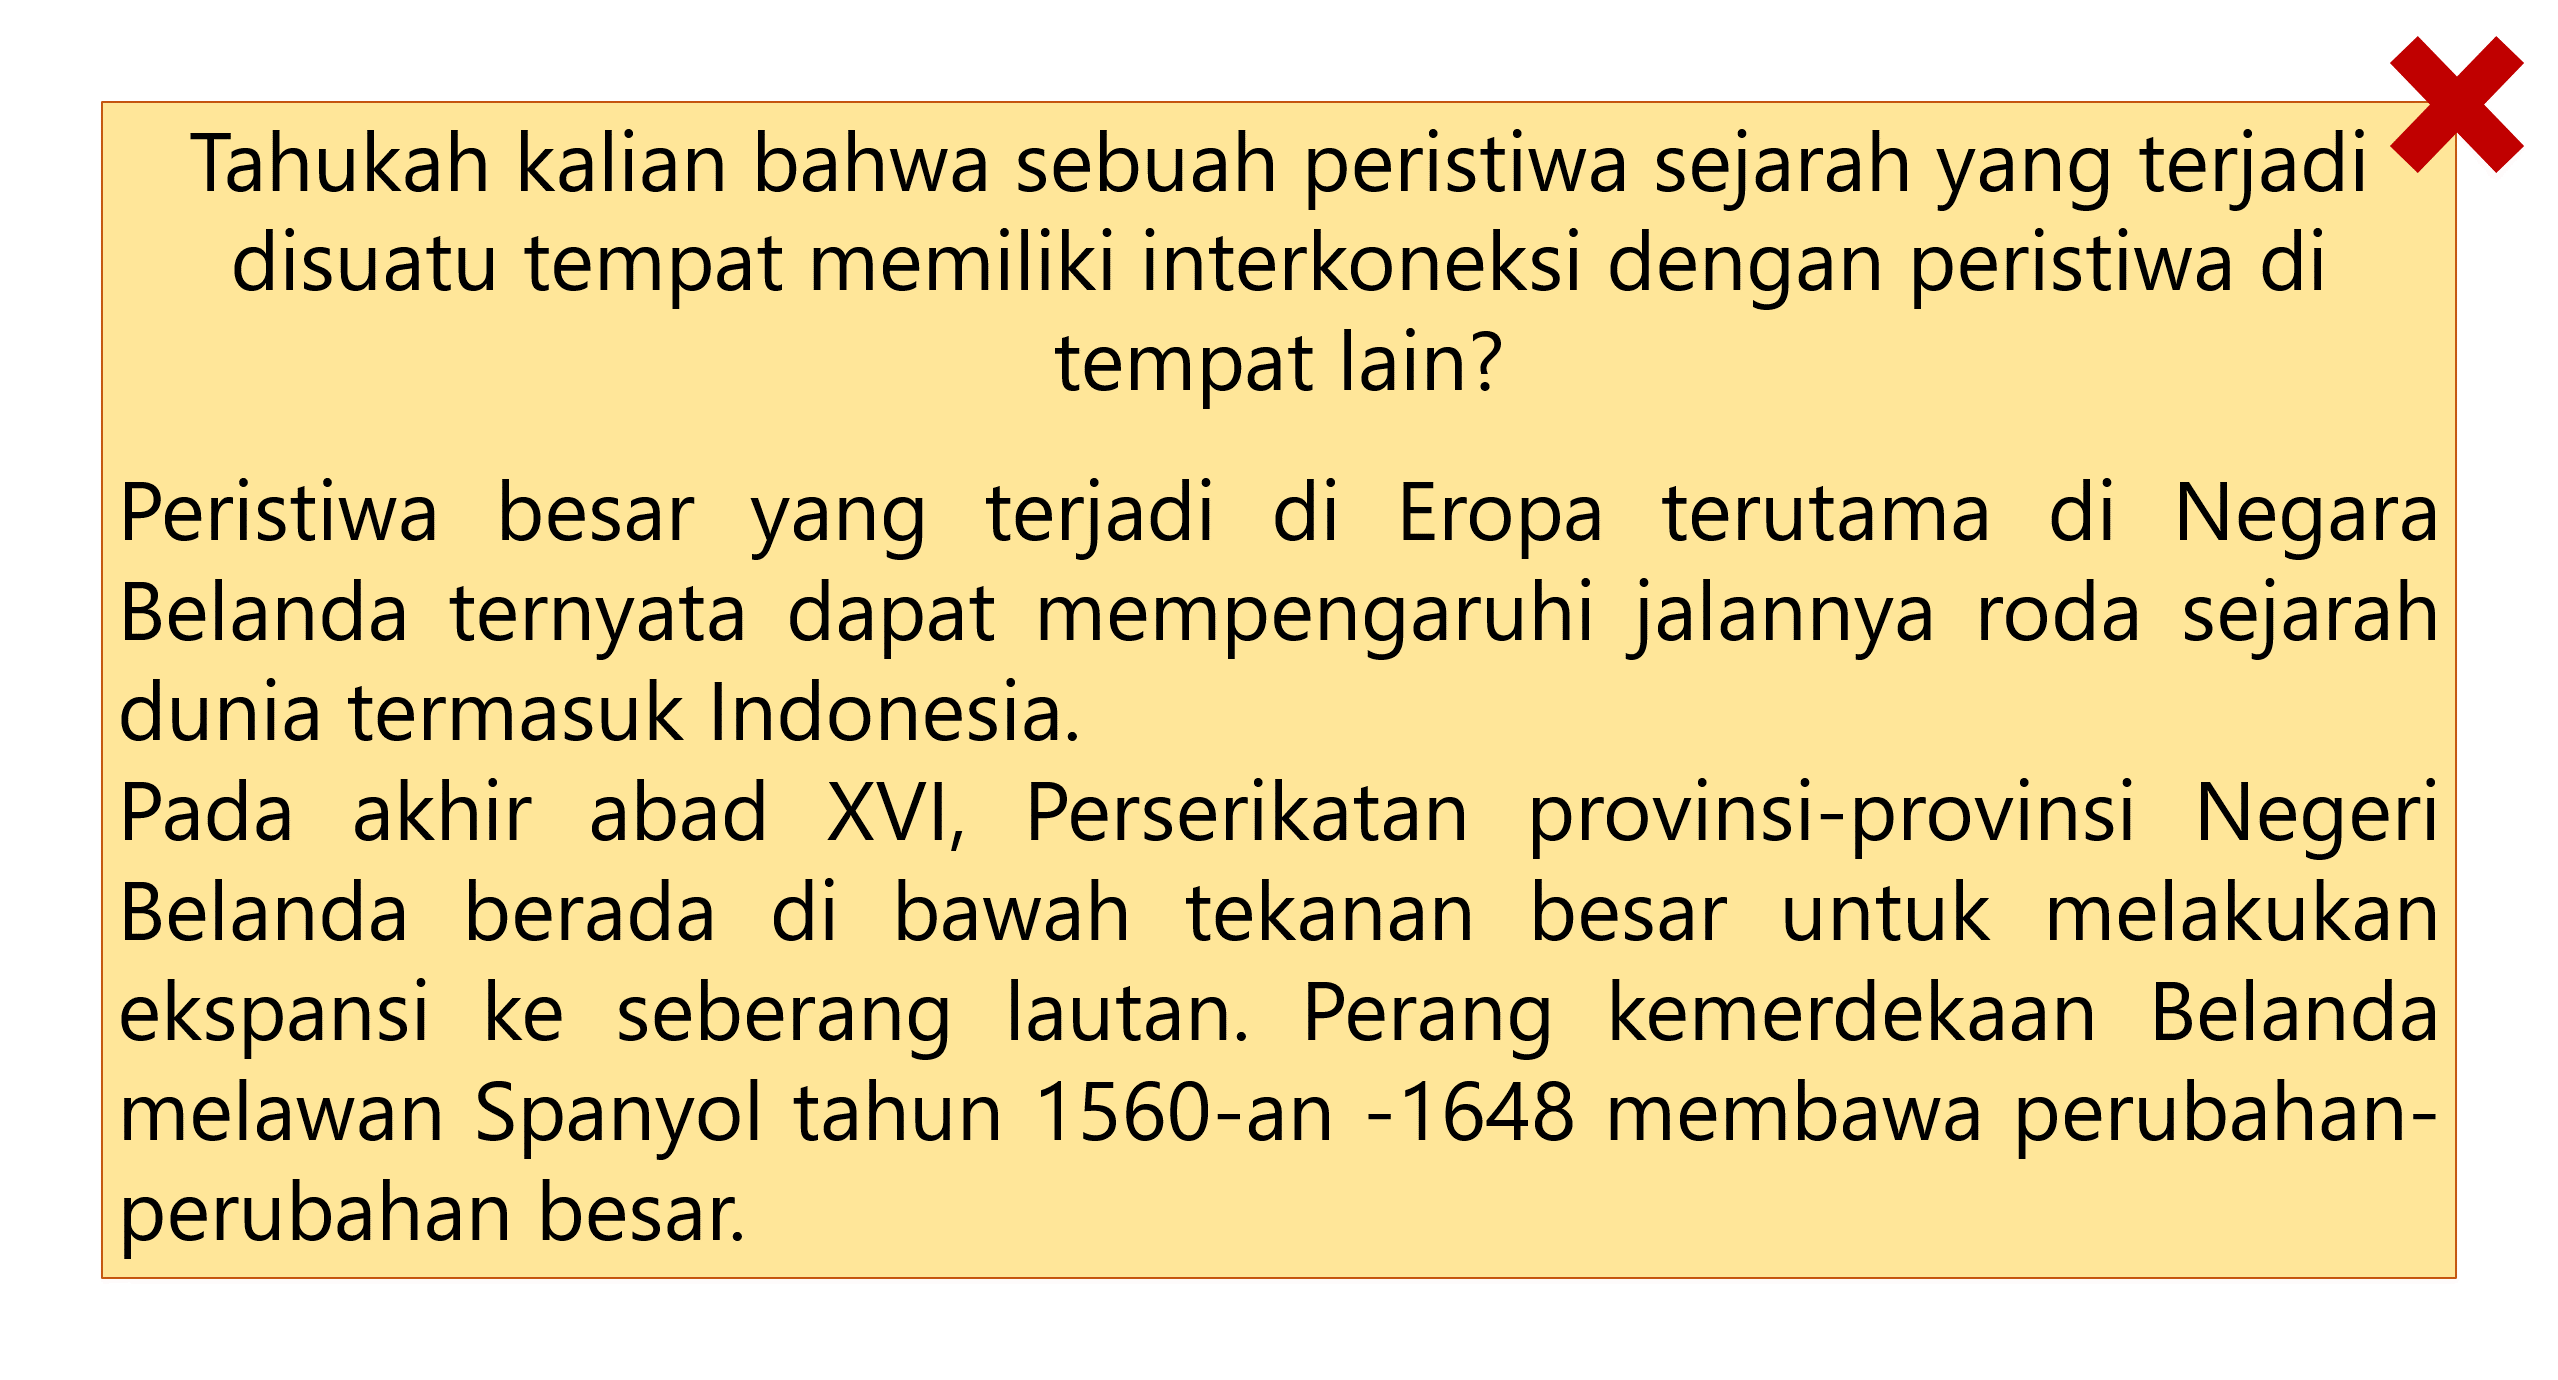 Tahukah kalian bahwa sebuah peristiwa sejarah yang terjadi
disuatu tempat memiliki interkoneksi dengan peristiwa di
tempat lain?
Peristiwa besar yang terjadi di Eropa terutama di Negara
Belanda ternyata dapat mempengaruhi jalannya roda sejarah
dunia termasuk Indonesia.
Pada akhir abad XVI, Perserikatan provinsi-provinsi Negeri
Belanda berada di bawah tekanan besar untuk melakukan
ekspansi ke seberang lautan. Perang kemerdekaan Belanda
melawan Spanyol tahun 1560-an -1648 membawa perubahan-
perubahan besar.